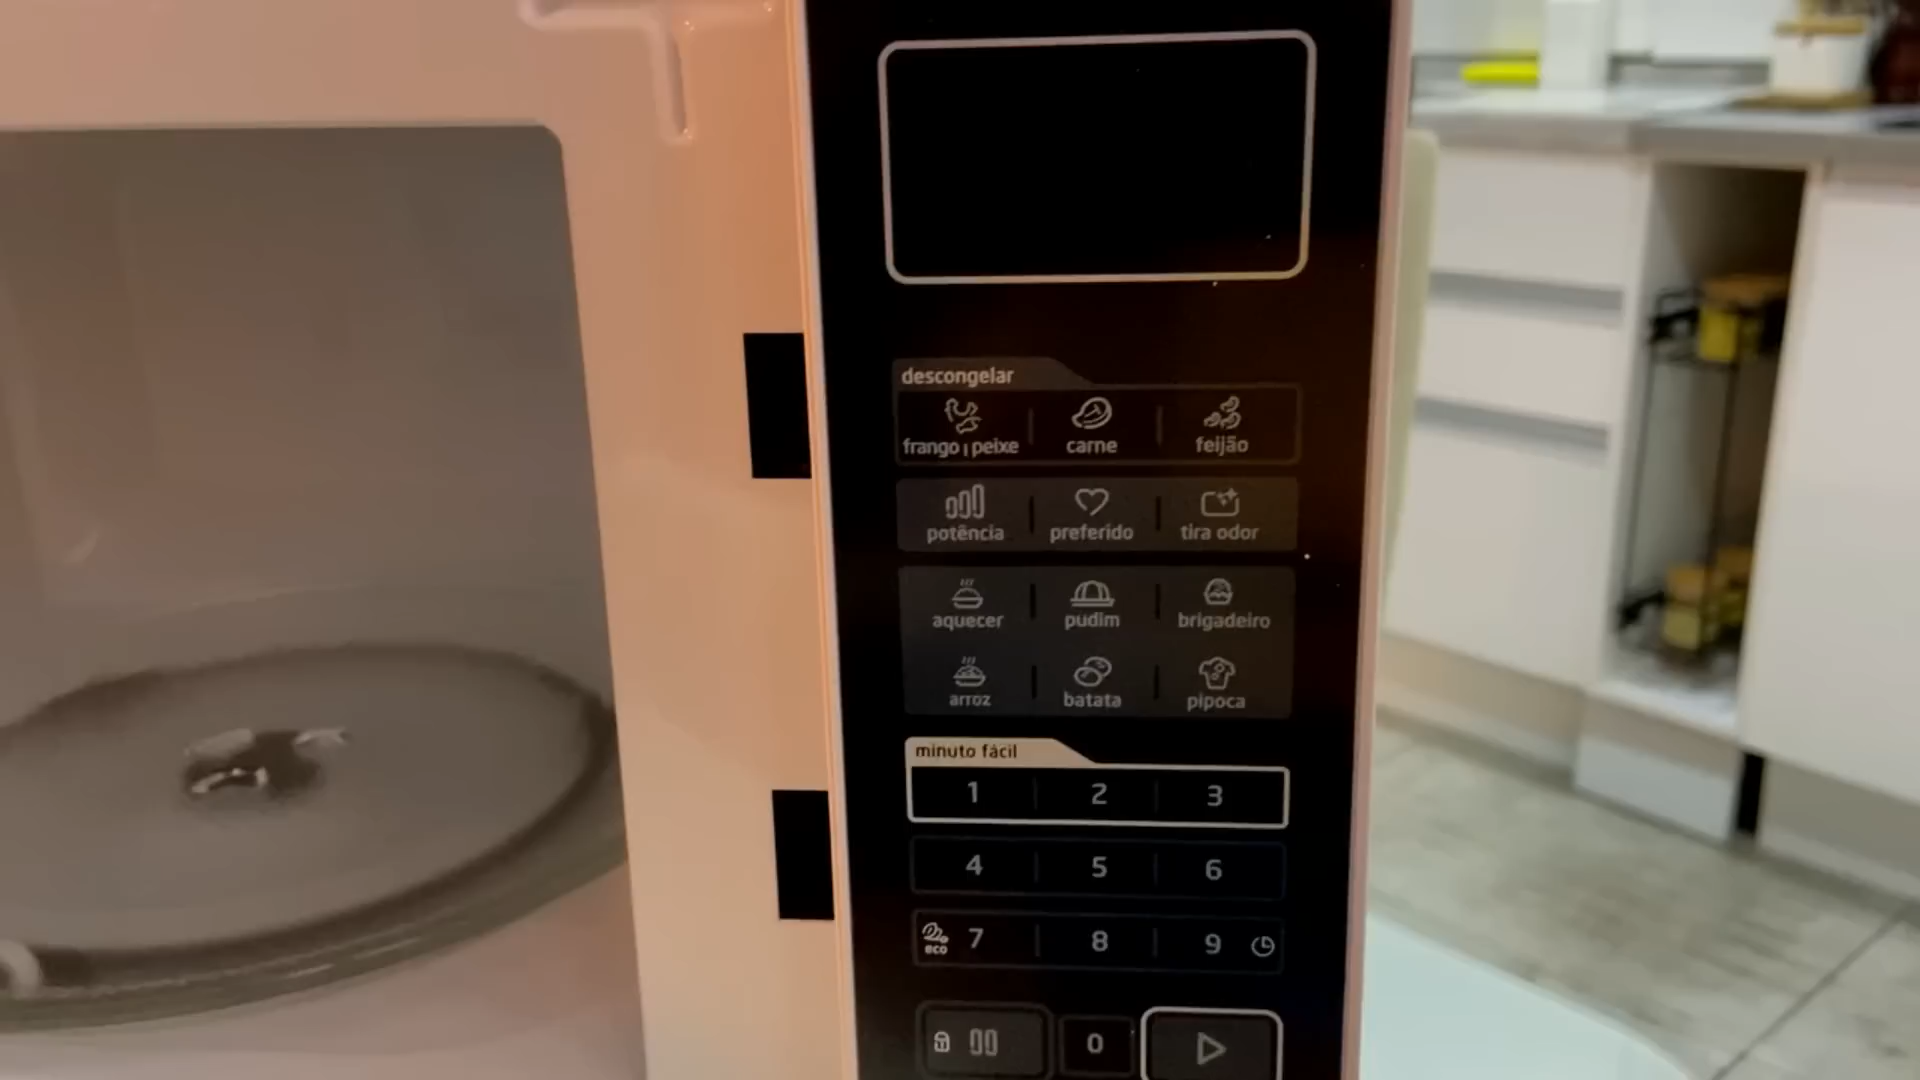 descongelar
frango | peixe carne feijão
potência preferido tira odor
aquecer pudim brigadeiro
arroz batata pipoca
minuto fácil
1 2 3
4 5 6
eco 7 8 9
0